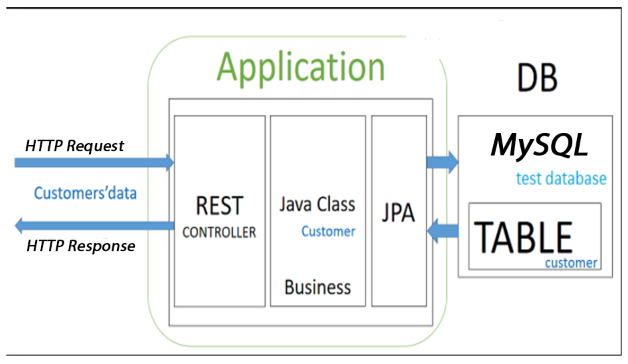 Application
DB
HTTP Request
Customers'data
HTTP Response
REST
CONTROLLER
Java Class
Customer
Business
JPA
MySQL
test database
TABLE
customer